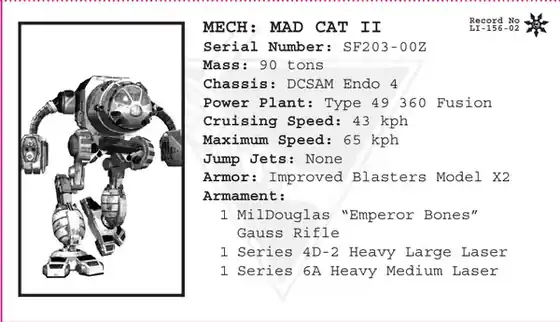 MECH: MAD CAT II
Record No
LI-156-02
Serial Number: SF203-00Z
Mass: 90 tons
Chassis: DCSAM Endo 4
Power Plant: Type 49 360 Fusion
Cruising Speed: 43 kph
Maximum Speed: 65 kph
Jump Jets: None
Armor: Improved Blasters Model X2
Armament:
1 MilDouglas “Emperor Bones”
Gauss Rifle
1 Series 4D-2 Heavy Large Laser
1 Series 6A Heavy Medium Laser